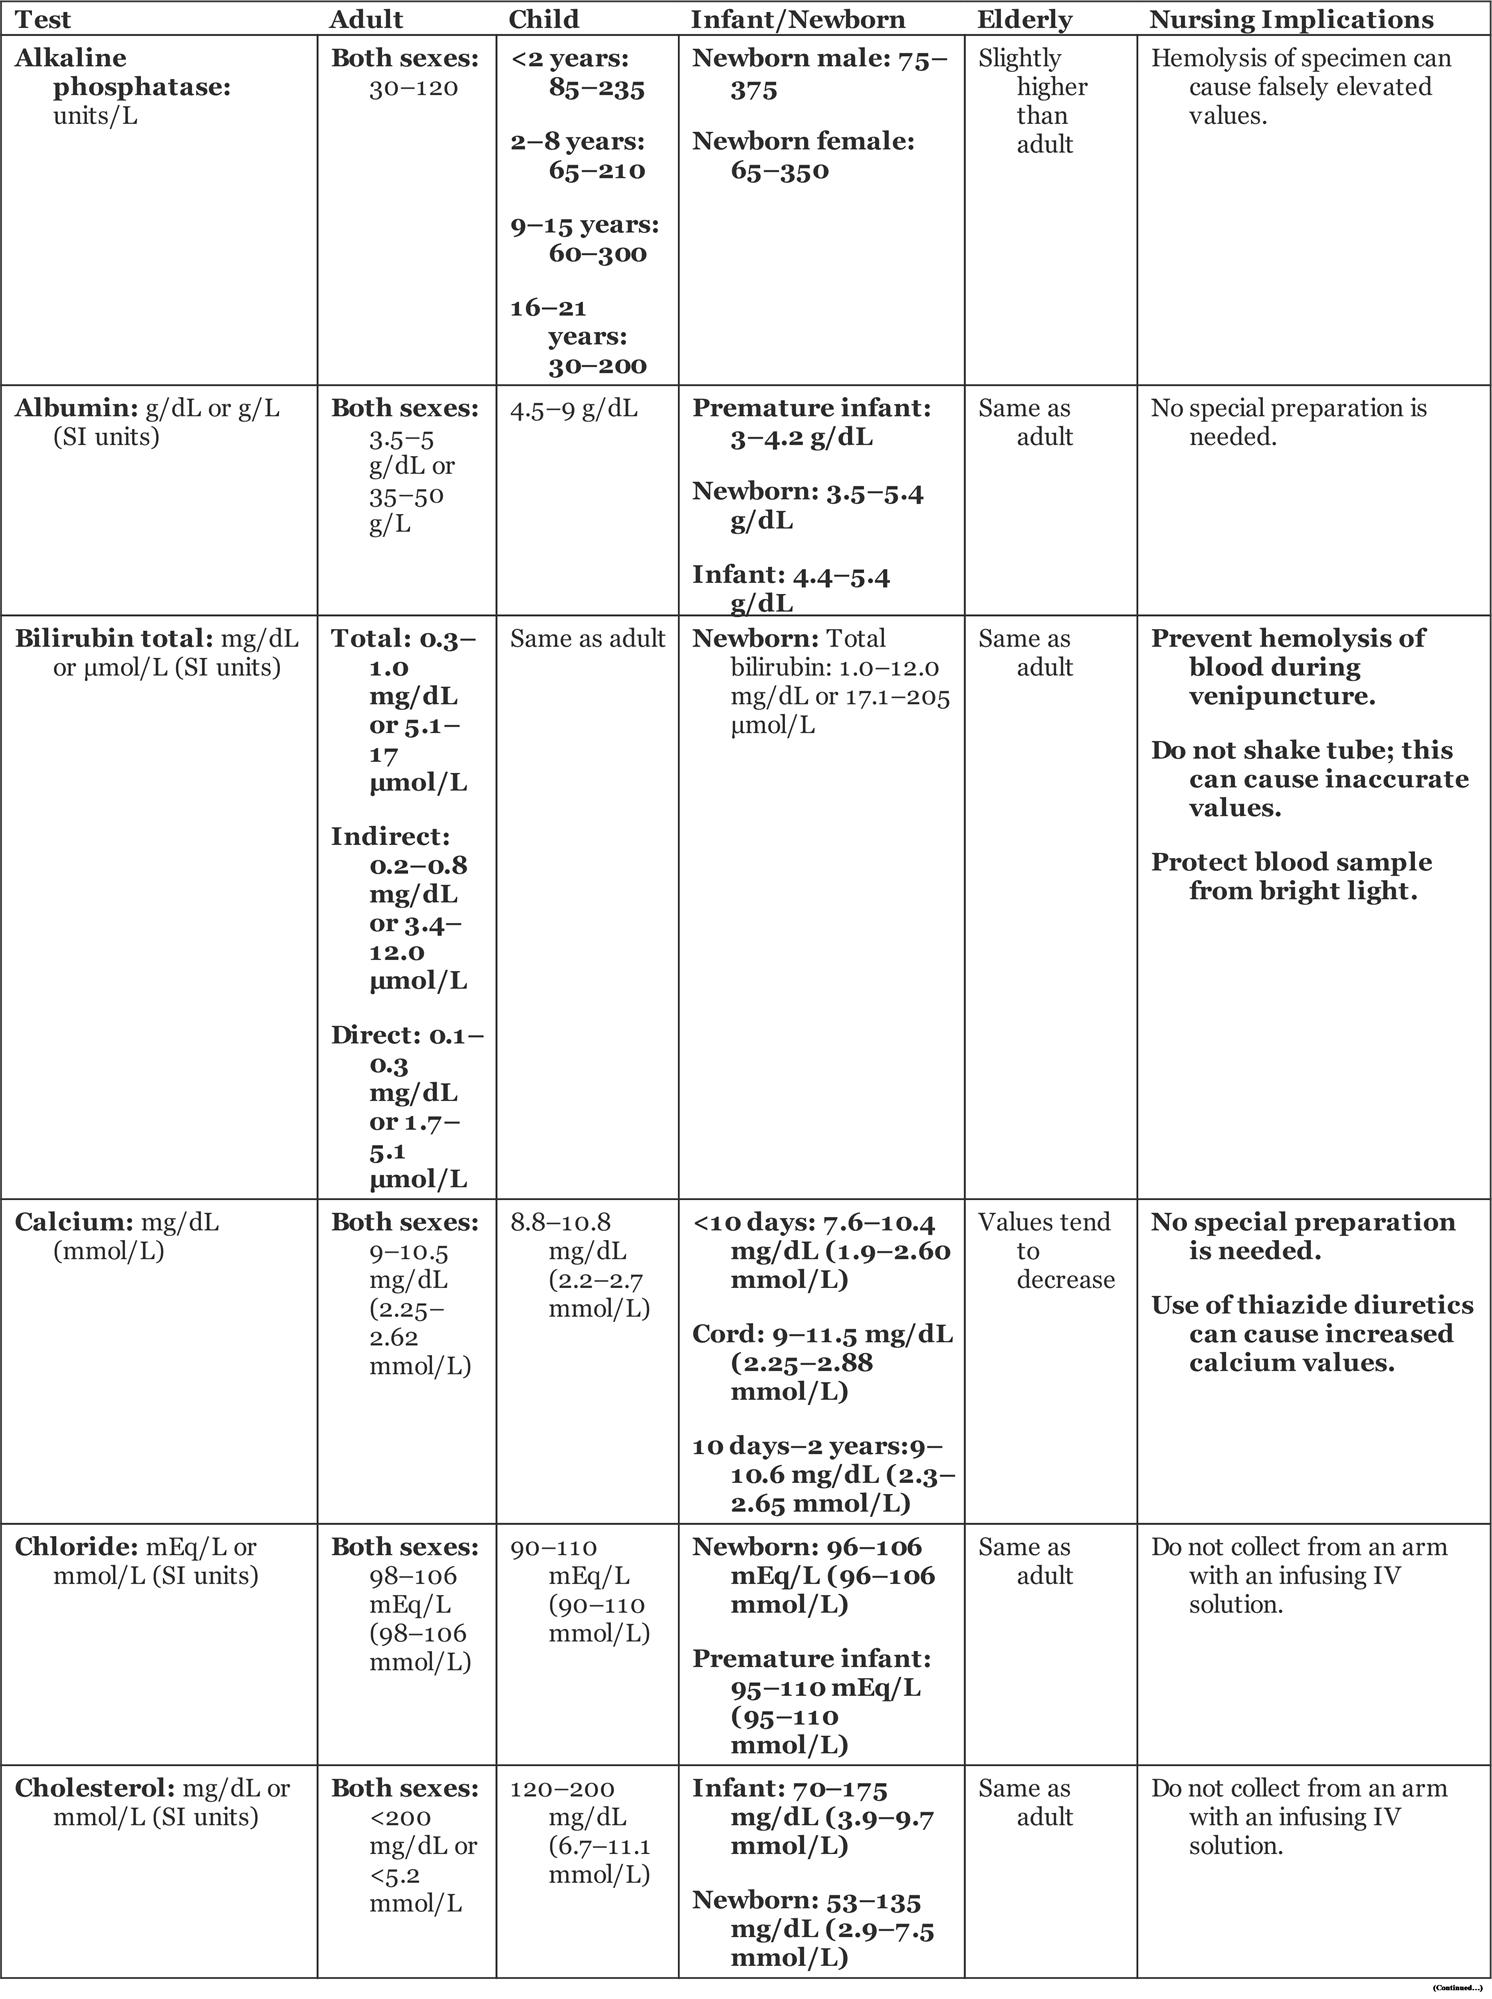 Test Adult Child Infant/Newborn Elderly Nursing Implications
Alkaline
phosphatase:
units/L
Both sexes:
30–120
<2 years:
85–235
2–8 years:
65–210
9–15 years:
60–300
16–21
years:
30–200
Newborn male: 75–
375
Newborn female:
65–350
Slightly
higher
than
adult
Hemolysis of specimen can
cause falsely elevated
values.
Albumin: g/dL or g/L
(SI units)
Both sexes:
3.5–5
g/dL or
35–50
g/L
4.5–9 g/dL
Premature infant:
3–4.2 g/dL
Newborn: 3.5–5.4
g/dL
Infant: 4.4–5.4
g/dL
Same as
adult
No special preparation is
needed.
Bilirubin total: mg/dL
or µmol/L (SI units)
Total: 0.3–
1.0
mg/dL
or 5.1–
17
µmol/L
Indirect:
0.2–0.8
mg/dL
or 3.4–
12.0
µmol/L
Direct: 0.1–
0.3
mg/dL
or 1.7–
5.1
µmol/L
Same as adult
Newborn: Total
bilirubin: 1.0–12.0
mg/dL or 17.1–205
µmol/L
Same as
adult
Prevent hemolysis of
blood during
venipuncture.
Do not shake tube; this
can cause inaccurate
values.
Protect blood sample
from bright light.
Calcium: mg/dL
(mmol/L)
Both sexes:
9–10.5
mg/dL
(2.25–
2.62
mmol/L)
8.8–10.8
mg/dL
(2.2–2.7
mmol/L)
<10 days: 7.6–10.4
mg/dL (1.9–2.60
mmol/L)
Cord: 9–11.5 mg/dL
(2.25–2.88
mmol/L)
10 days–2 years:9–
10.6 mg/dL (2.3–
2.65 mmol/L)
Values tend
to
decrease
No special preparation
is needed.
Use of thiazide diuretics
can cause increased
calcium values.
Chloride: mEq/L or
mmol/L (SI units)
Both sexes:
98–106
mEq/L
(98–106
mmol/L)
90–110
mEq/L
(90–110
mmol/L)
Newborn: 96–106
mEq/L (96–106
mmol/L)
Premature infant:
95–110 mEq/L
(95–110
mmol/L)
Same as
adult
Do not collect from an arm
with an infusing IV
solution.
Cholesterol: mg/dL or
mmol/L (SI units)
Both sexes:
<200
mg/dL or
<5.2
mmol/L
120–200
mg/dL
(6.7–11.1
mmol/L)
Infant: 70–175
mg/dL (3.9–9.7
mmol/L)
Newborn: 53–135
mg/dL (2.9–7.5
mmol/L)
Same as
adult
Do not collect from an arm
with an infusing IV
solution.
(Continued...)